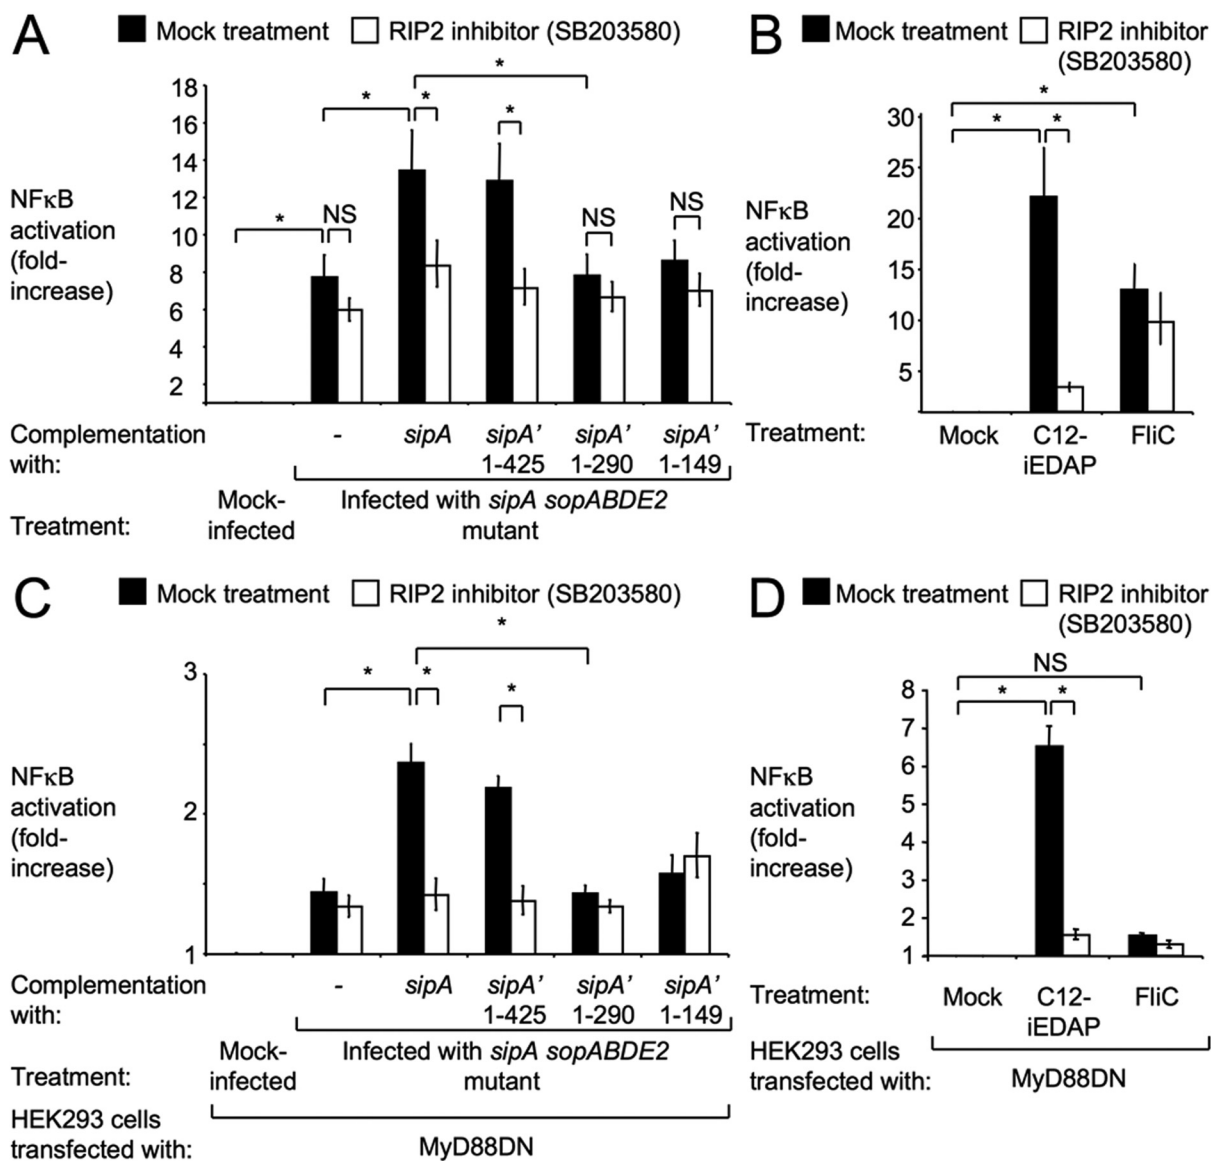 A
Mock treatment
RIP2 inhibitor (SB203580)
*
*
*
*
*
NS
NS
NS
18
16
14
12
10
8
6
4
2
NFκB
activation
(fold-
increase)
Complementation
with:
-
sipA
sipA’
1-425
sipA’
1-290
sipA’
1-149
Treatment:
Mock-
infected
Infected with sipA sopABDE2
mutant
B
Mock treatment
RIP2 inhibitor
(SB203580)
*
*
*
30
25
20
15
10
5
NFκB
activation
(fold-
increase)
Treatment:
Mock
C12-
iEDAP
FliC
C
Mock treatment
RIP2 inhibitor (SB203580)
*
*
*
*
3
2
1
NFκB
activation
(fold-
increase)
Complementation
with:
-
sipA
sipA’
1-425
sipA’
1-290
sipA’
1-149
Treatment:
Mock-
infected
Infected with sipA sopABDE2
mutant
HEK293 cells
transfected with:
MyD88DN
D
Mock treatment
RIP2 inhibitor
(SB203580)
NS
*
*
8
7
6
5
4
3
2
1
NFκB
activation
(fold-
increase)
Treatment:
Mock
C12-
iEDAP
FliC
HEK293 cells
transfected with:
MyD88DN